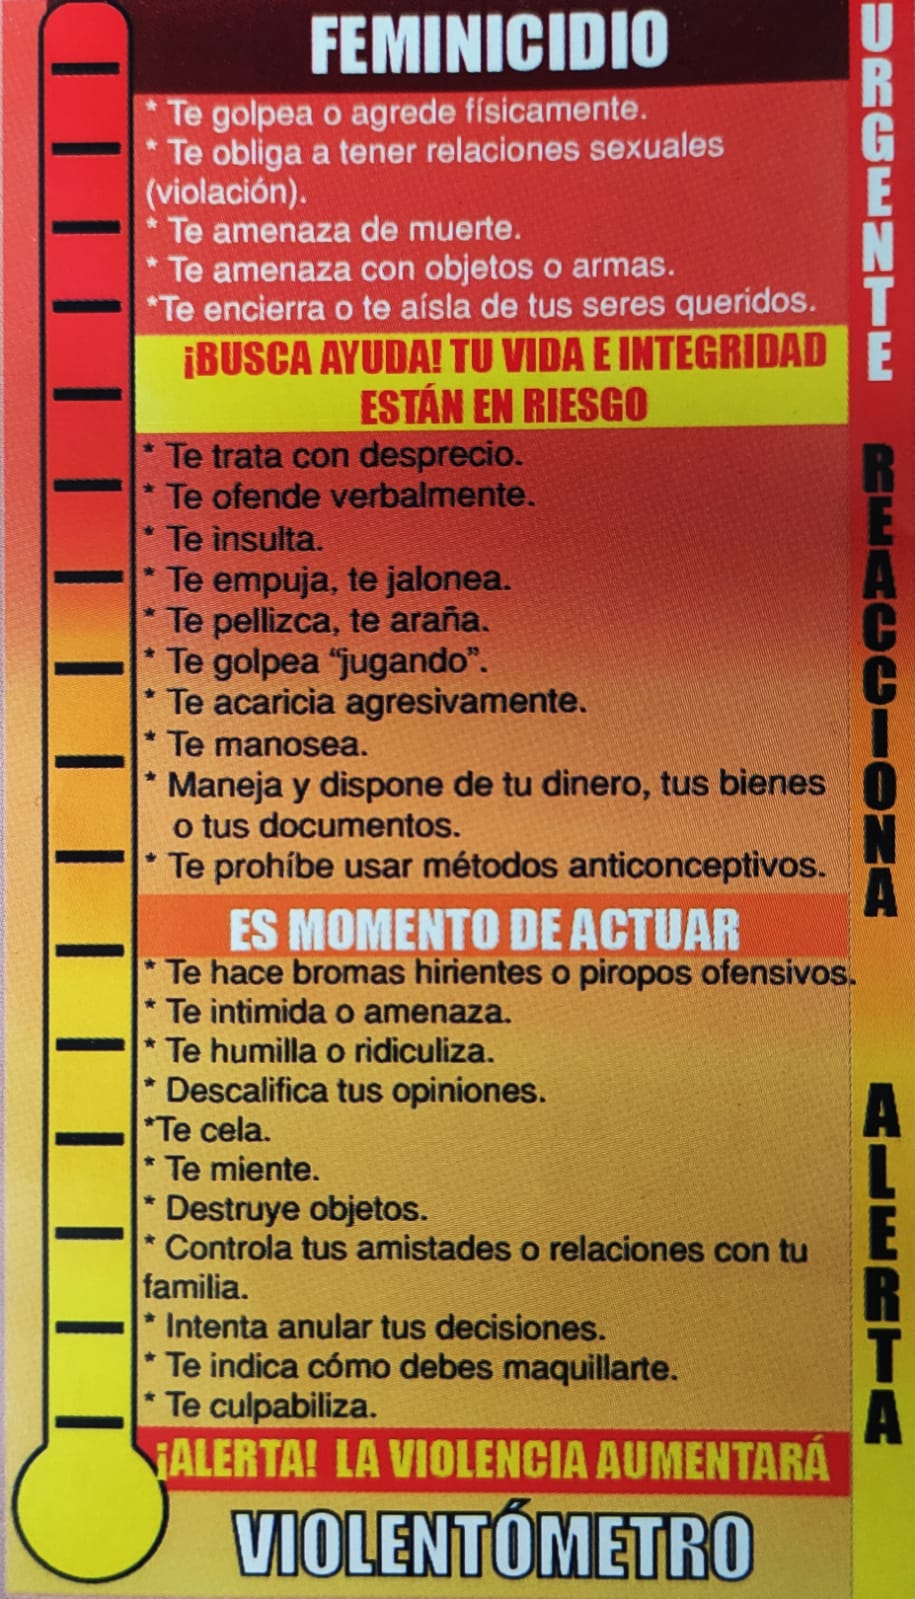 FEMINICIDIO
* Te golpea o agrede físicamente.
* Te obliga a tener relaciones sexuales
(violación).
* Te amenaza de muerte.
* Te amenaza con objetos o armas.
*Te encierra o te aísla de tus seres queridos.
¡BUSCA AYUDA! TU VIDA E INTEGRIDAD
ESTÁN EN RIESGO
* Te trata con desprecio.
* Te ofende verbalmente.
* Te insulta.
* Te empuja, te jalonea.
* Te pellizca, te araña.
* Te golpea “jugando”.
* Te acaricia agresivamente.
* Te manosea.
* Maneja y dispone de tu dinero, tus bienes
o tus documentos.
* Te prohíbe usar métodos anticonceptivos.
ES MOMENTO DE ACTUAR
* Te hace bromas hirientes o piropos ofensivos.
* Te intimida o amenaza.
* Te humilla o ridiculiza.
* Descalifica tus opiniones.
*Te cela.
* Te miente.
* Destruye objetos.
* Controla tus amistades o relaciones con tu
familia.
* Intenta anular tus decisiones.
* Te indica cómo debes maquillarte.
* Te culpabiliza.
¡ALERTA! LA VIOLENCIA AUMENTARÁ
VIOLENTÓMETRO
URGENTE
REACCIONA
ALERTA